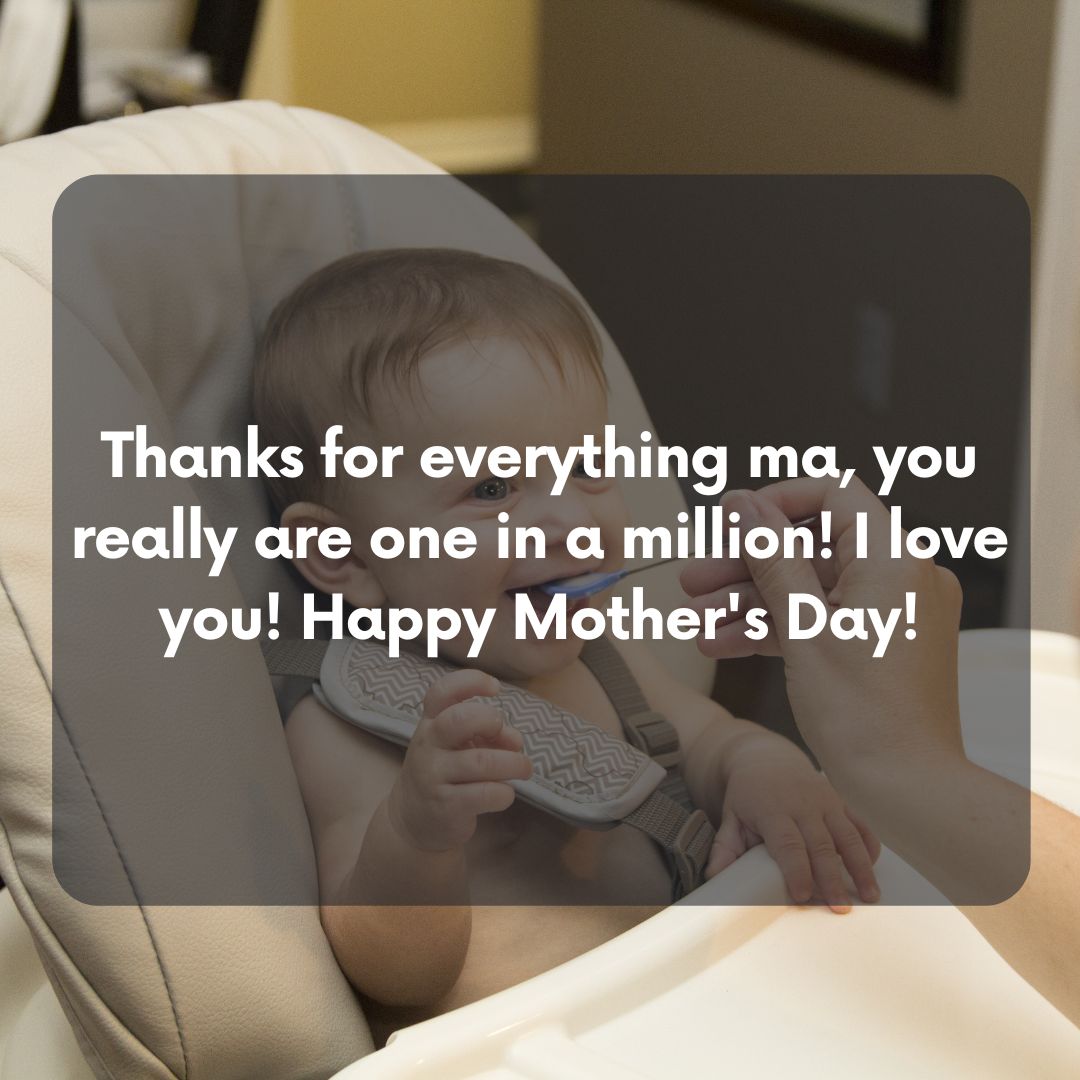 Thanks for everything ma, you
really are one in a million! I love
you! Happy Mother's Day!